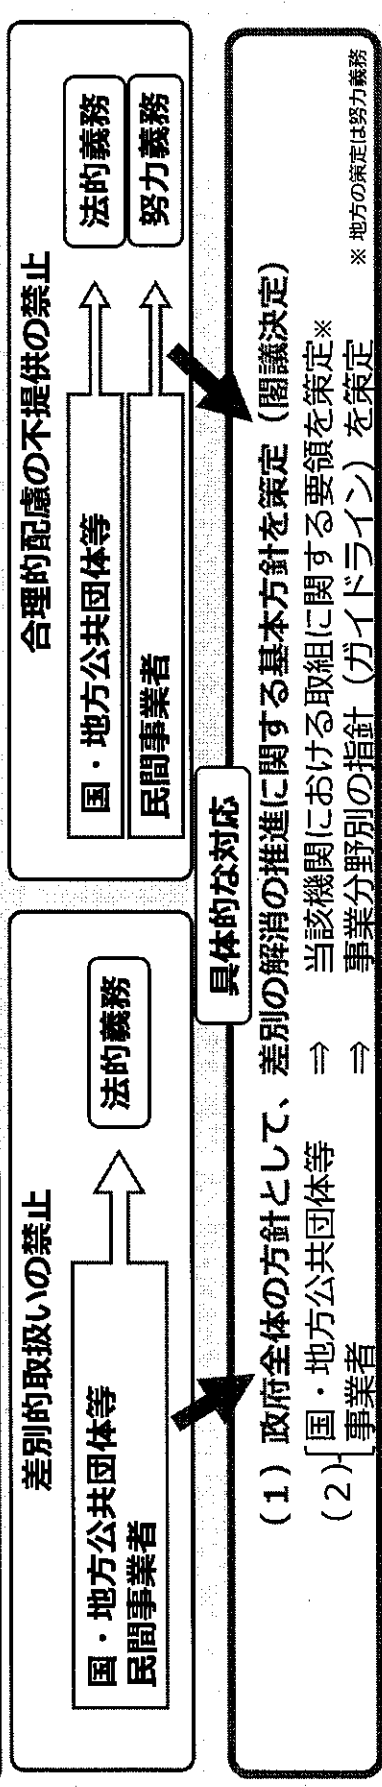 差別的取扱いの禁止
国・地方公共団体等
民間事業者
法的義務
合理的配慮の不提供の禁止
国・地方公共団体等
法的義務
民間事業者
努力義務
具体的な対応
(1) 政府全体の方針として、差別の解消の推進に関する基本方針を策定(閣議決定)
(2) 国・地方公共団体等 ⇒ 当該機関における取組に関する要領を策定※
事業者 ⇒ 事業分野別の指針(ガイドライン)を策定
※ 地方の策定は努力義務